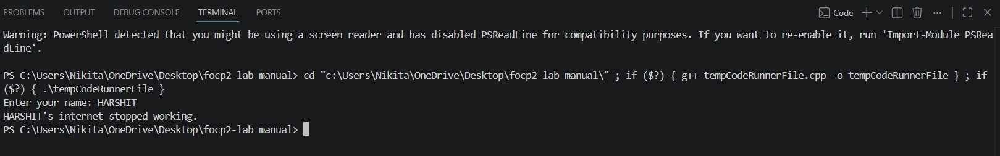 PROBLEMS OUTPUT DEBUG CONSOLE TERMINAL PORTS Code
Warning: PowerShell detected that you might be using a screen reader and has disabled PSReadLine for compatibility purposes. If you want to re-enable it, run 'Import-Module PSRea
dLine'.
PS C:\Users\Nikita\OneDrive\Desktop\focp2-lab manual> cd "c:\Users\Nikita\OneDrive\Desktop\focp2-lab manual\" ; if ($?) { g++ tempCodeRunnerFile.cpp -o tempCodeRunnerFile } ; if
($?) { .\tempCodeRunnerFile }
Enter your name: HARSHIT
HARSHIT's internet stopped working.
PS C:\Users\Nikita\OneDrive\Desktop\focp2-lab manual>